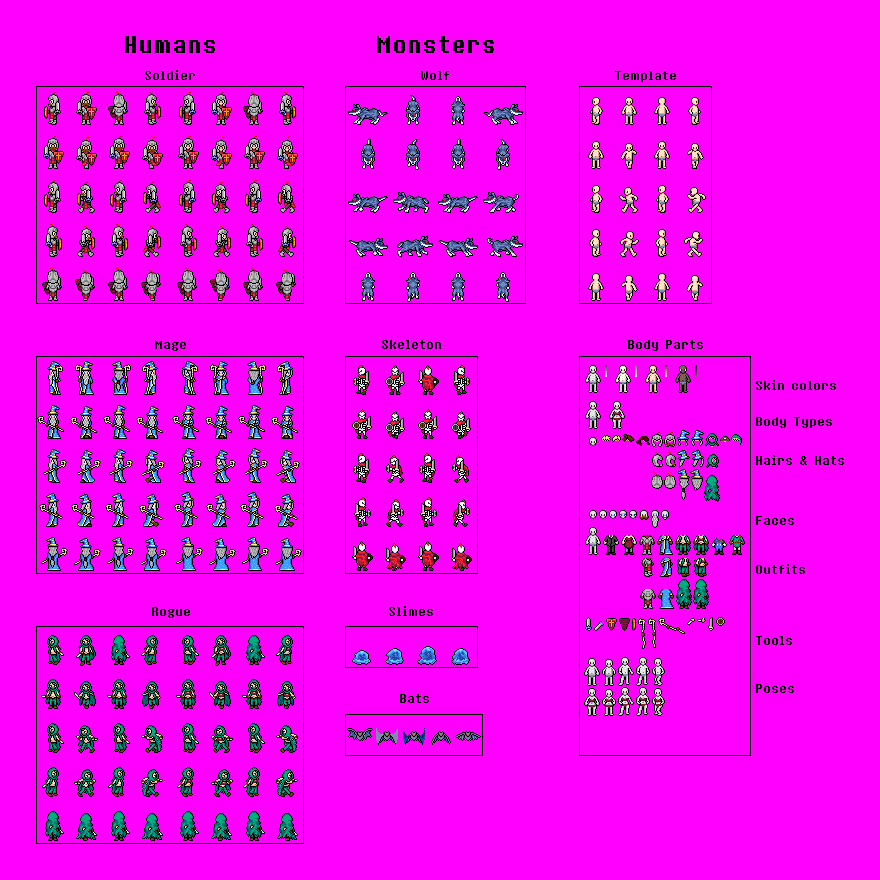 Humans
Monsters
Soldier
Wolf
Template
Mage
Skeleton
Body Parts
Skin colors
Body Types
Hairs & Hats
Faces
Outfits
Rogue
Slimes
Tools
Poses
Bats